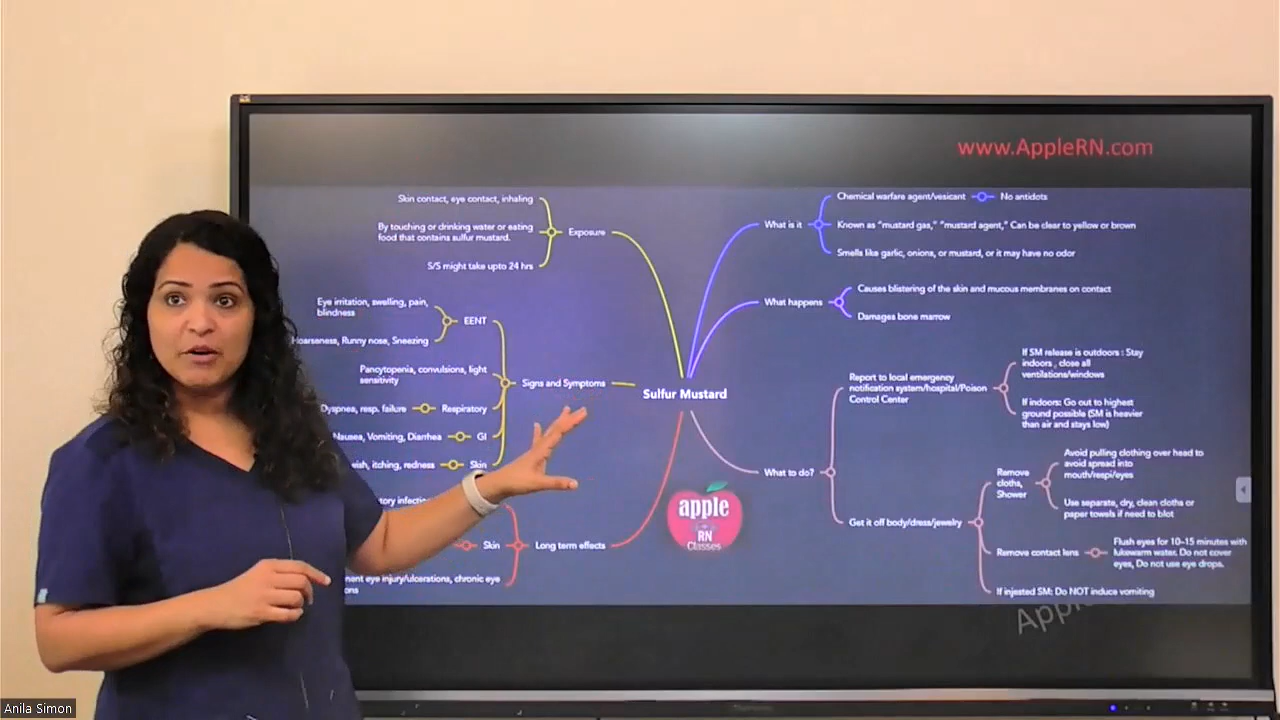 www.AppleRN.com
Skin contact, eye contact, inhaling
By touching or drinking water or eating
food that contains sulfur mustard.
S/S might take upto 24 hrs
Exposure
Eye irritation, swelling, pain,
blindness
Hoarseness, Runny nose, Sneezing
EENT
Pancytopenia, convulsions, light
sensitivity
Dyspnea, resp. failure
Respiratory
Nausea, Vomiting, Diarrhea
GI
itching, redness
Skin
Signs and Symptoms
Skin
eye injury/ulcerations, chronic eye
Long term effects
Sulfur Mustard
What is it
Chemical warfare agent/vesicant
No antidots
Known as "mustard gas," "mustard agent," Can be clear to yellow or brown
Smells like garlic, onions, or mustard, or it may have no odor
What happens
Causes blistering of the skin and mucous membranes on contact
Damages bone marrow
What to do?
Report to local emergency
notification system/hospital/Poison
Control Center
If SM release is outdoors : Stay
indoors , close all
ventilations/windows
If indoors: Go out to highest
ground possible (SM is heavier
than air and stays low)
Get it off body/dress/jewelry
Remove
cloths,
Shower
Avoid pulling clothing over head to
avoid spread into
mouth/respi/eyes
Use separate, dry, clean cloths or
paper towels if need to blot
Remove contact lens
Flush eyes for 10-15 minutes with
lukewarm water. Do not cover
eyes, Do not use eye drops.
If injested SM: Do NOT induce vomiting
apple
RN
Classes
Anila Simon